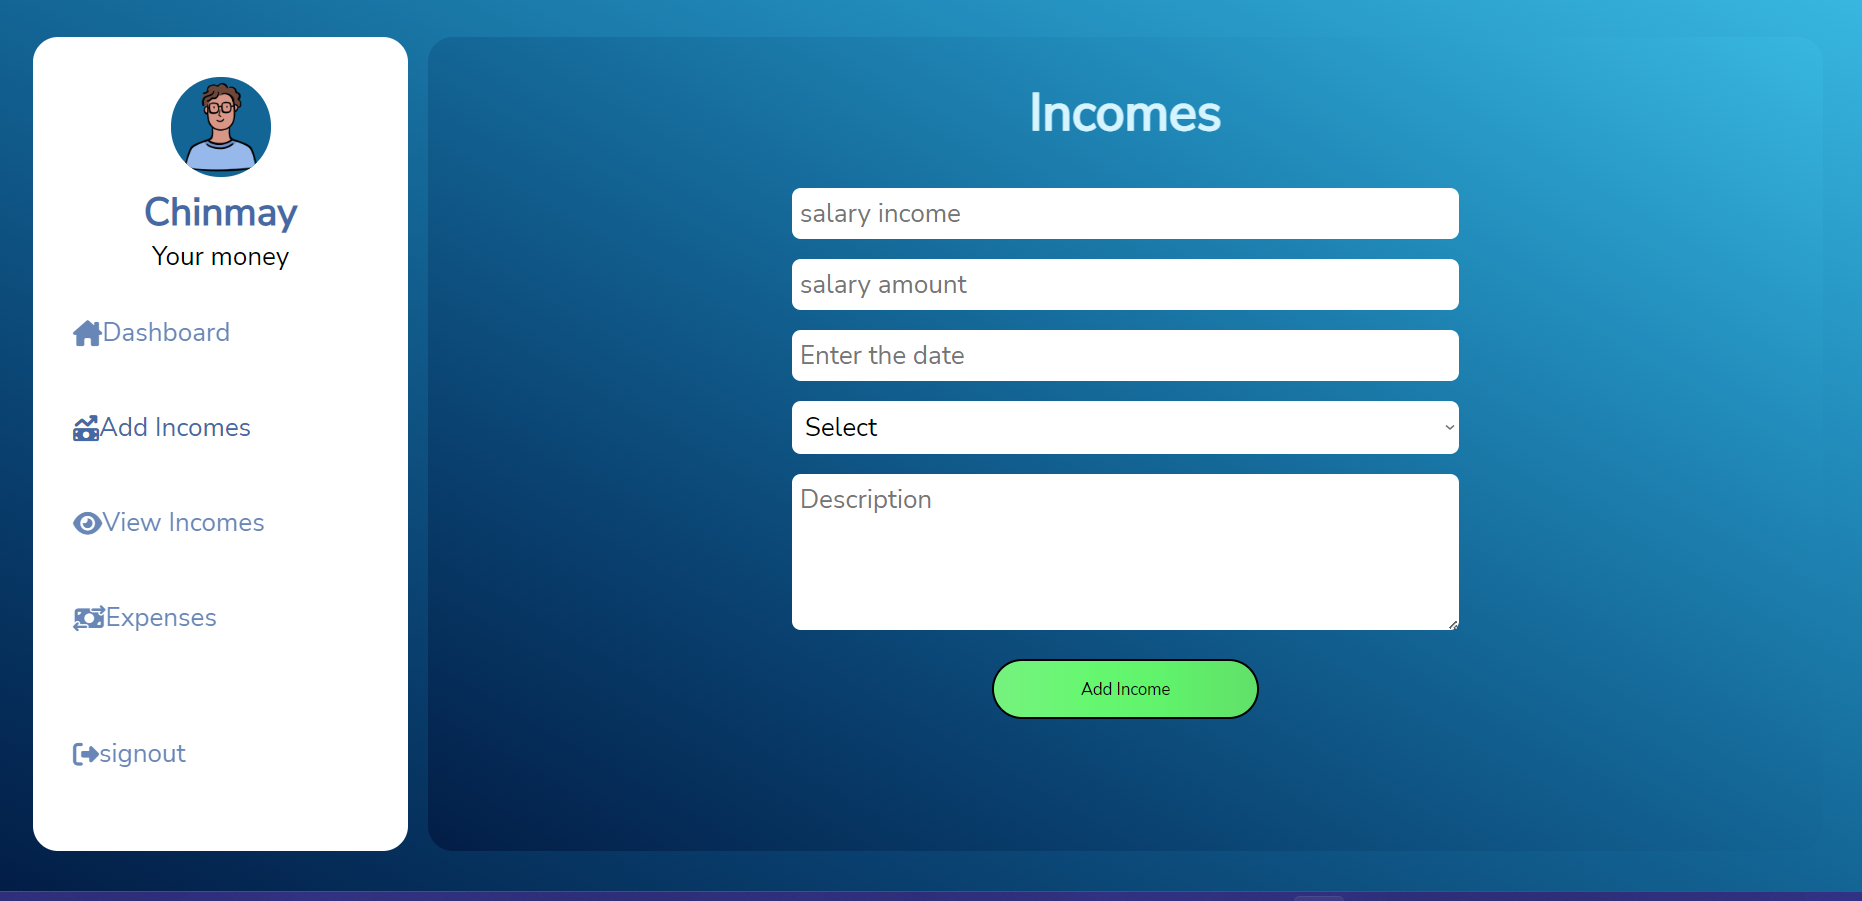 Chinmay
Your money
Dashboard
Add Incomes
View Incomes
Expenses
signout
Incomes
salary income
salary amount
Enter the date
Select
Description
Add Income